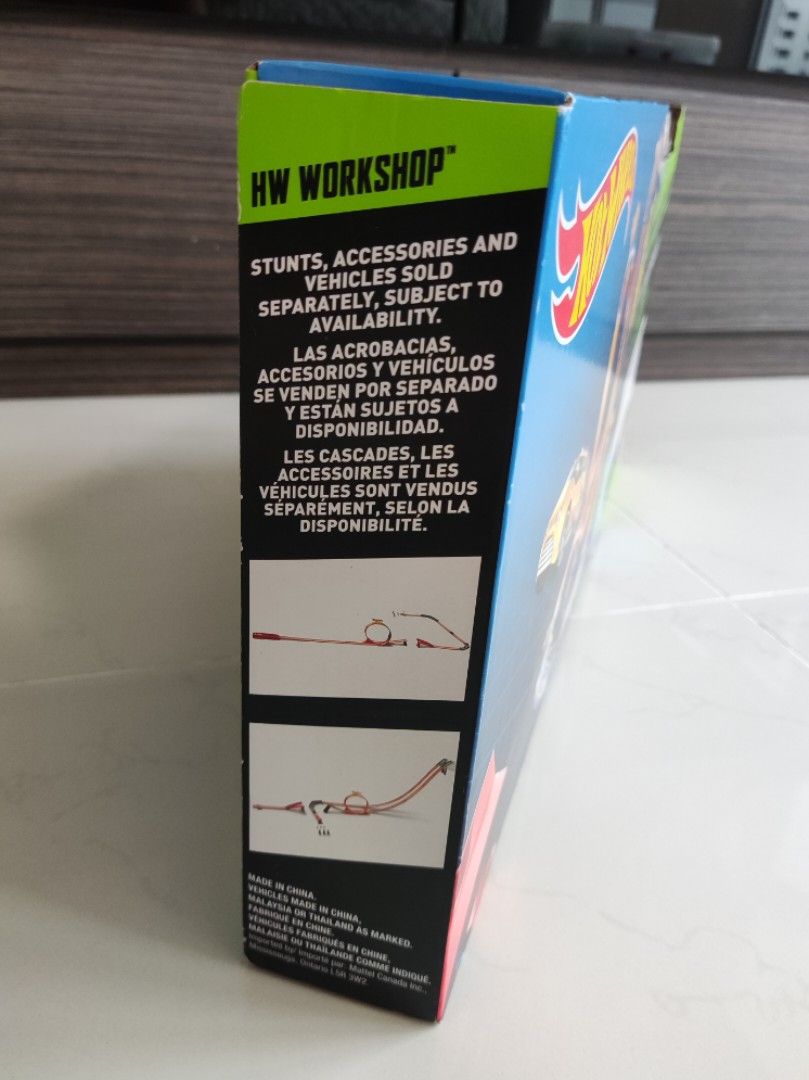 HW WORKSHOP™
STUNTS, ACCESSORIES AND
VEHICLES SOLD
SEPARATELY, SUBJECT TO
AVAILABILITY.
LAS ACROBACIAS,
ACCESORIOS Y VEHÍCULOS
SE VENDEN POR SEPARADO
Y ESTÁN SUJETOS A
DISPONIBILIDAD.
LES CASCADES, LES
ACCESSOIRES ET LES
VÉHICULES SONT VENDUS
SÉPARÉMENT, SELON LA
DISPONIBILITÉ.
MADE IN CHINA.
VEHICLES MADE IN CHINA,
MALAYSIA OR THAILAND AS MARKED.
FABRIQUÉ EN CHINE.
VÉHICULES FABRIQUÉS EN CHINE,
MALAISIE OU THAÏLANDE COMME INDIQUÉ.
Imported by/ Importé par: Mattel Canada Inc.,
Mississauga, Ontario L5R 3W2.
HOT WHEELS